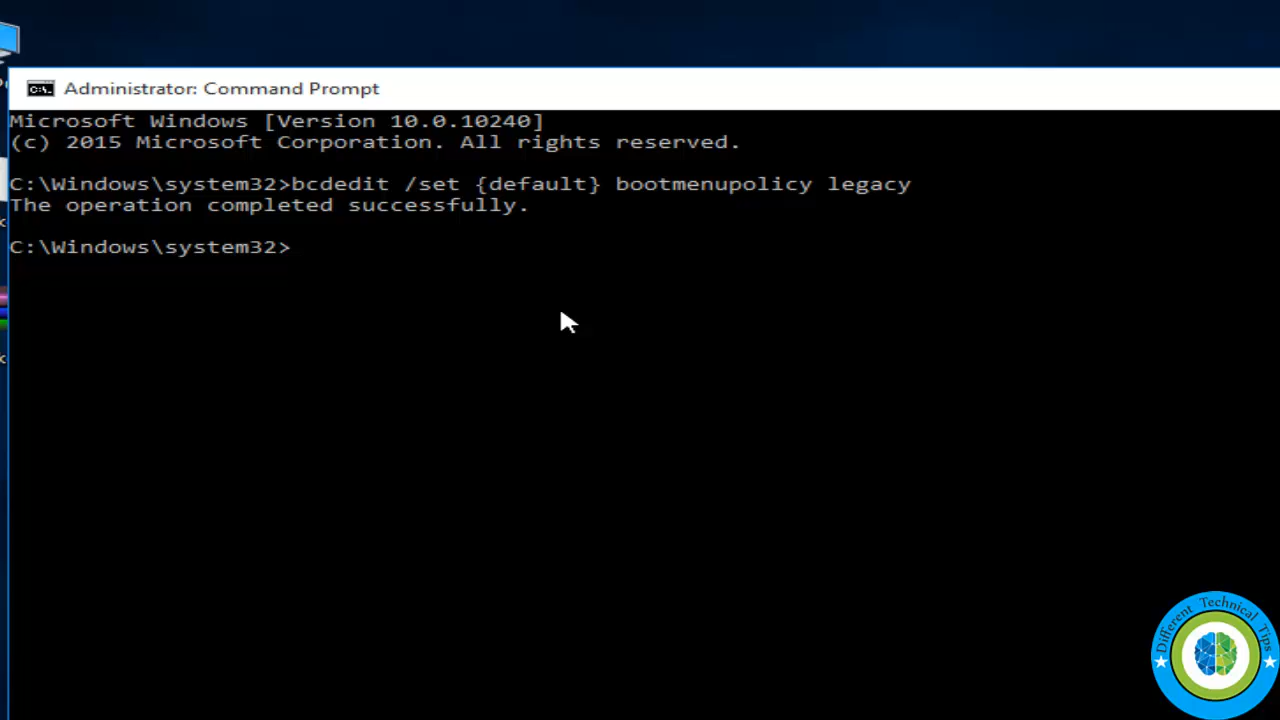 Administrator: Command Prompt
Microsoft Windows [Version 10.0.10240]
(c) 2015 Microsoft Corporation. All rights reserved.
C:\Windows\system32>bcdedit /set {default} bootmenupolicy legacy
The operation completed successfully.
C:\Windows\system32>
Different Technical Tips